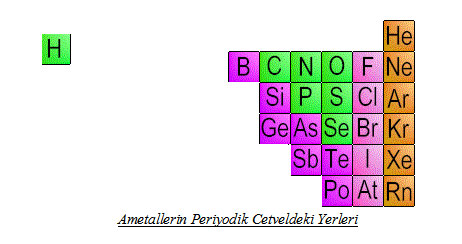 He
H
B C N O F Ne
Si P S Cl Ar
Ge As Se Br Kr
Sb Te I Xe
Po At Rn
Ametallerin Periyodik Cetveldeki Yerleri